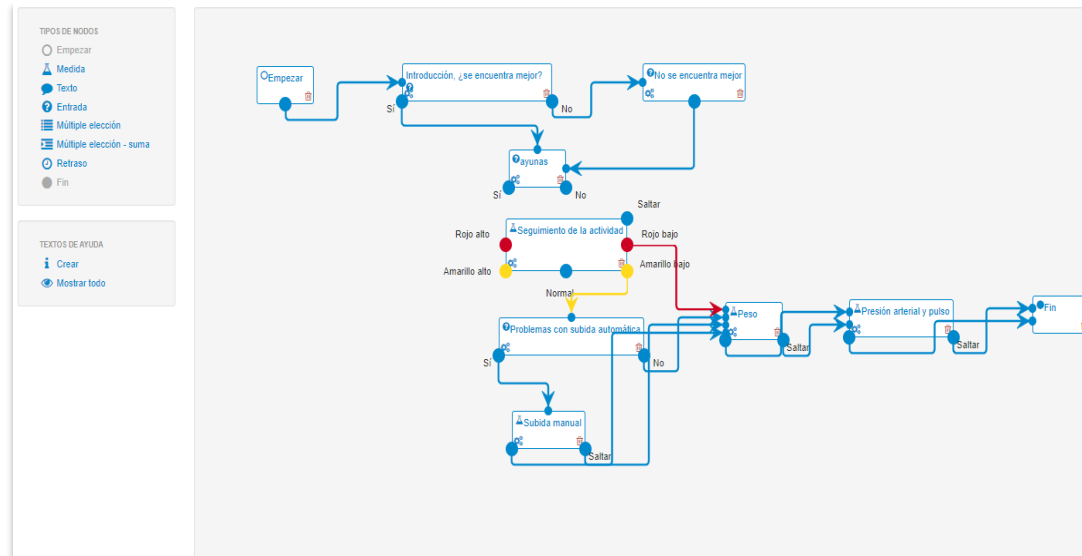 TIPOS DE NODOS
Empezar
Medida
Texto
Entrada
Múltiple elección
Múltiple elección - suma
Retraso
Fin
TEXTOS DE AYUDA
Crear
Mostrar todo
Empezar
Introducción, ¿se encuentra mejor?
No se encuentra mejor
Sí
No
ayunas
Sí
No
Saltar
Seguimiento de la actividad
Rojo alto
Rojo bajo
Amarillo alto
Amarillo bajo
Normal
Problemas con subida automática
Sí
No
Peso
Saltar
Presión arterial y pulso
Saltar
Fin
Subida manual
Saltar